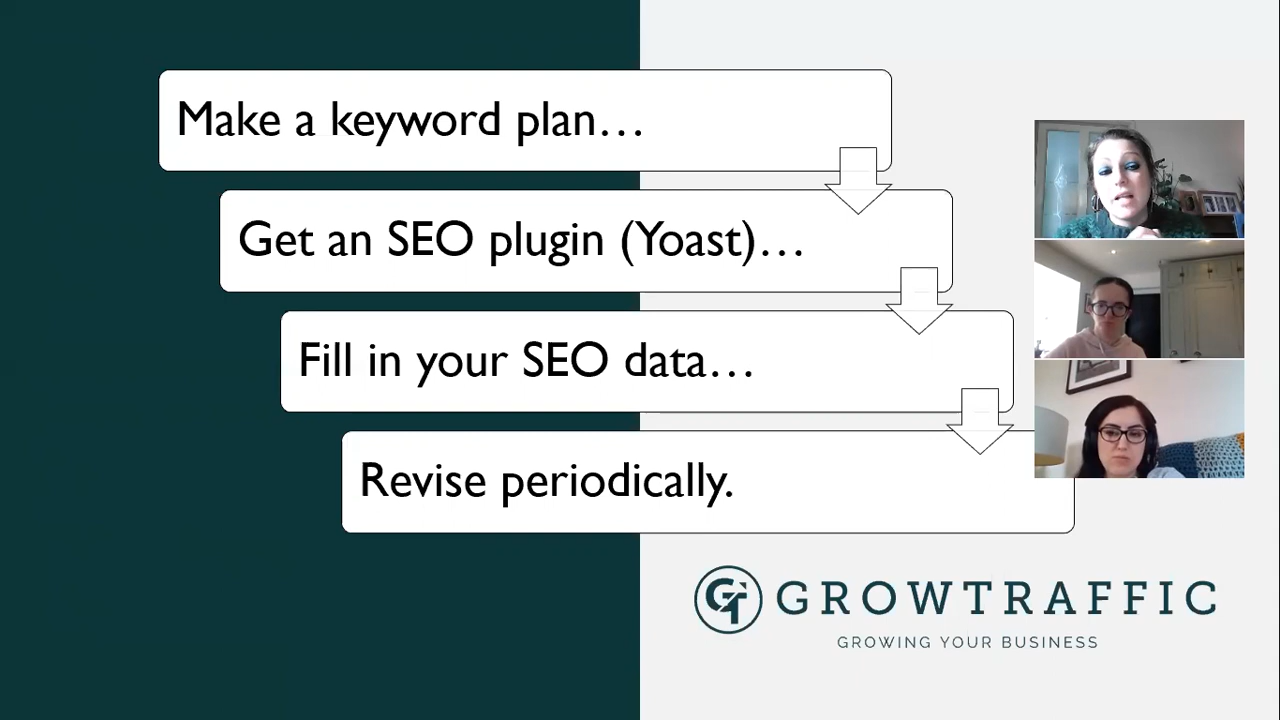 Make a keyword plan…
Get an SEO plugin (Yoast)…
Fill in your SEO data…
Revise periodically.
GT GROWTRAFFIC
GROWING YOUR BUSINESS